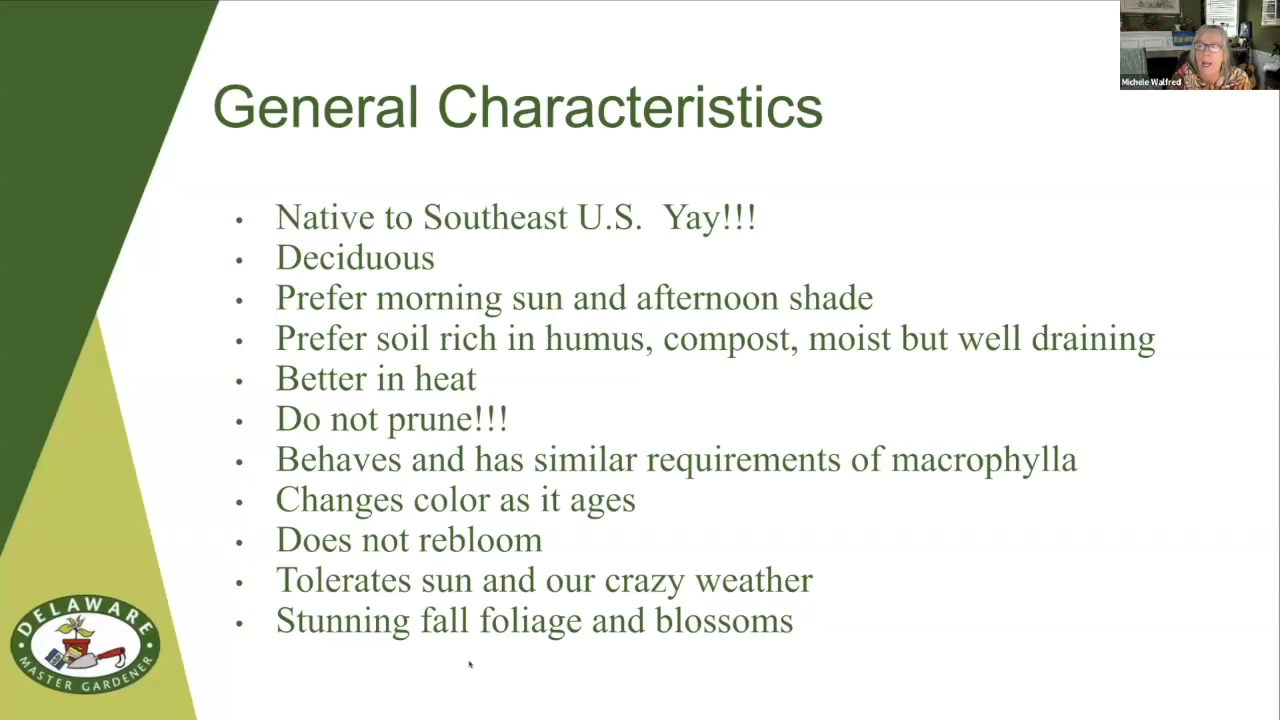 Michele Walfred
General Characteristics
• Native to Southeast U.S. Yay!!!
• Deciduous
• Prefer morning sun and afternoon shade
• Prefer soil rich in humus, compost, moist but well draining
• Better in heat
• Do not prune!!!
• Behaves and has similar requirements of macrophylla
• Changes color as it ages
• Does not rebloom
• Tolerates sun and our crazy weather
• Stunning fall foliage and blossoms
DELAWARE
MASTER GARDENER